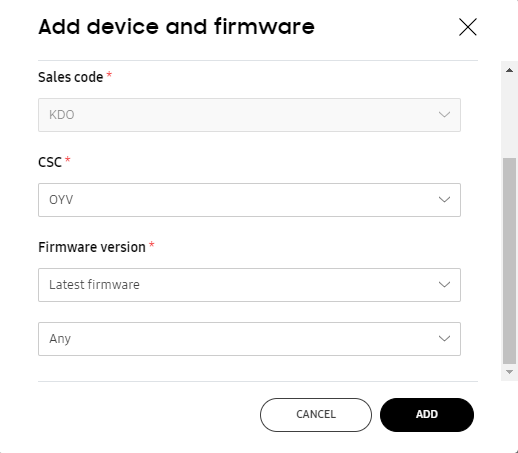 Add device and firmware
Sales code *
KDO
CSC *
OYV
Firmware version *
Latest firmware
Any
CANCEL
ADD